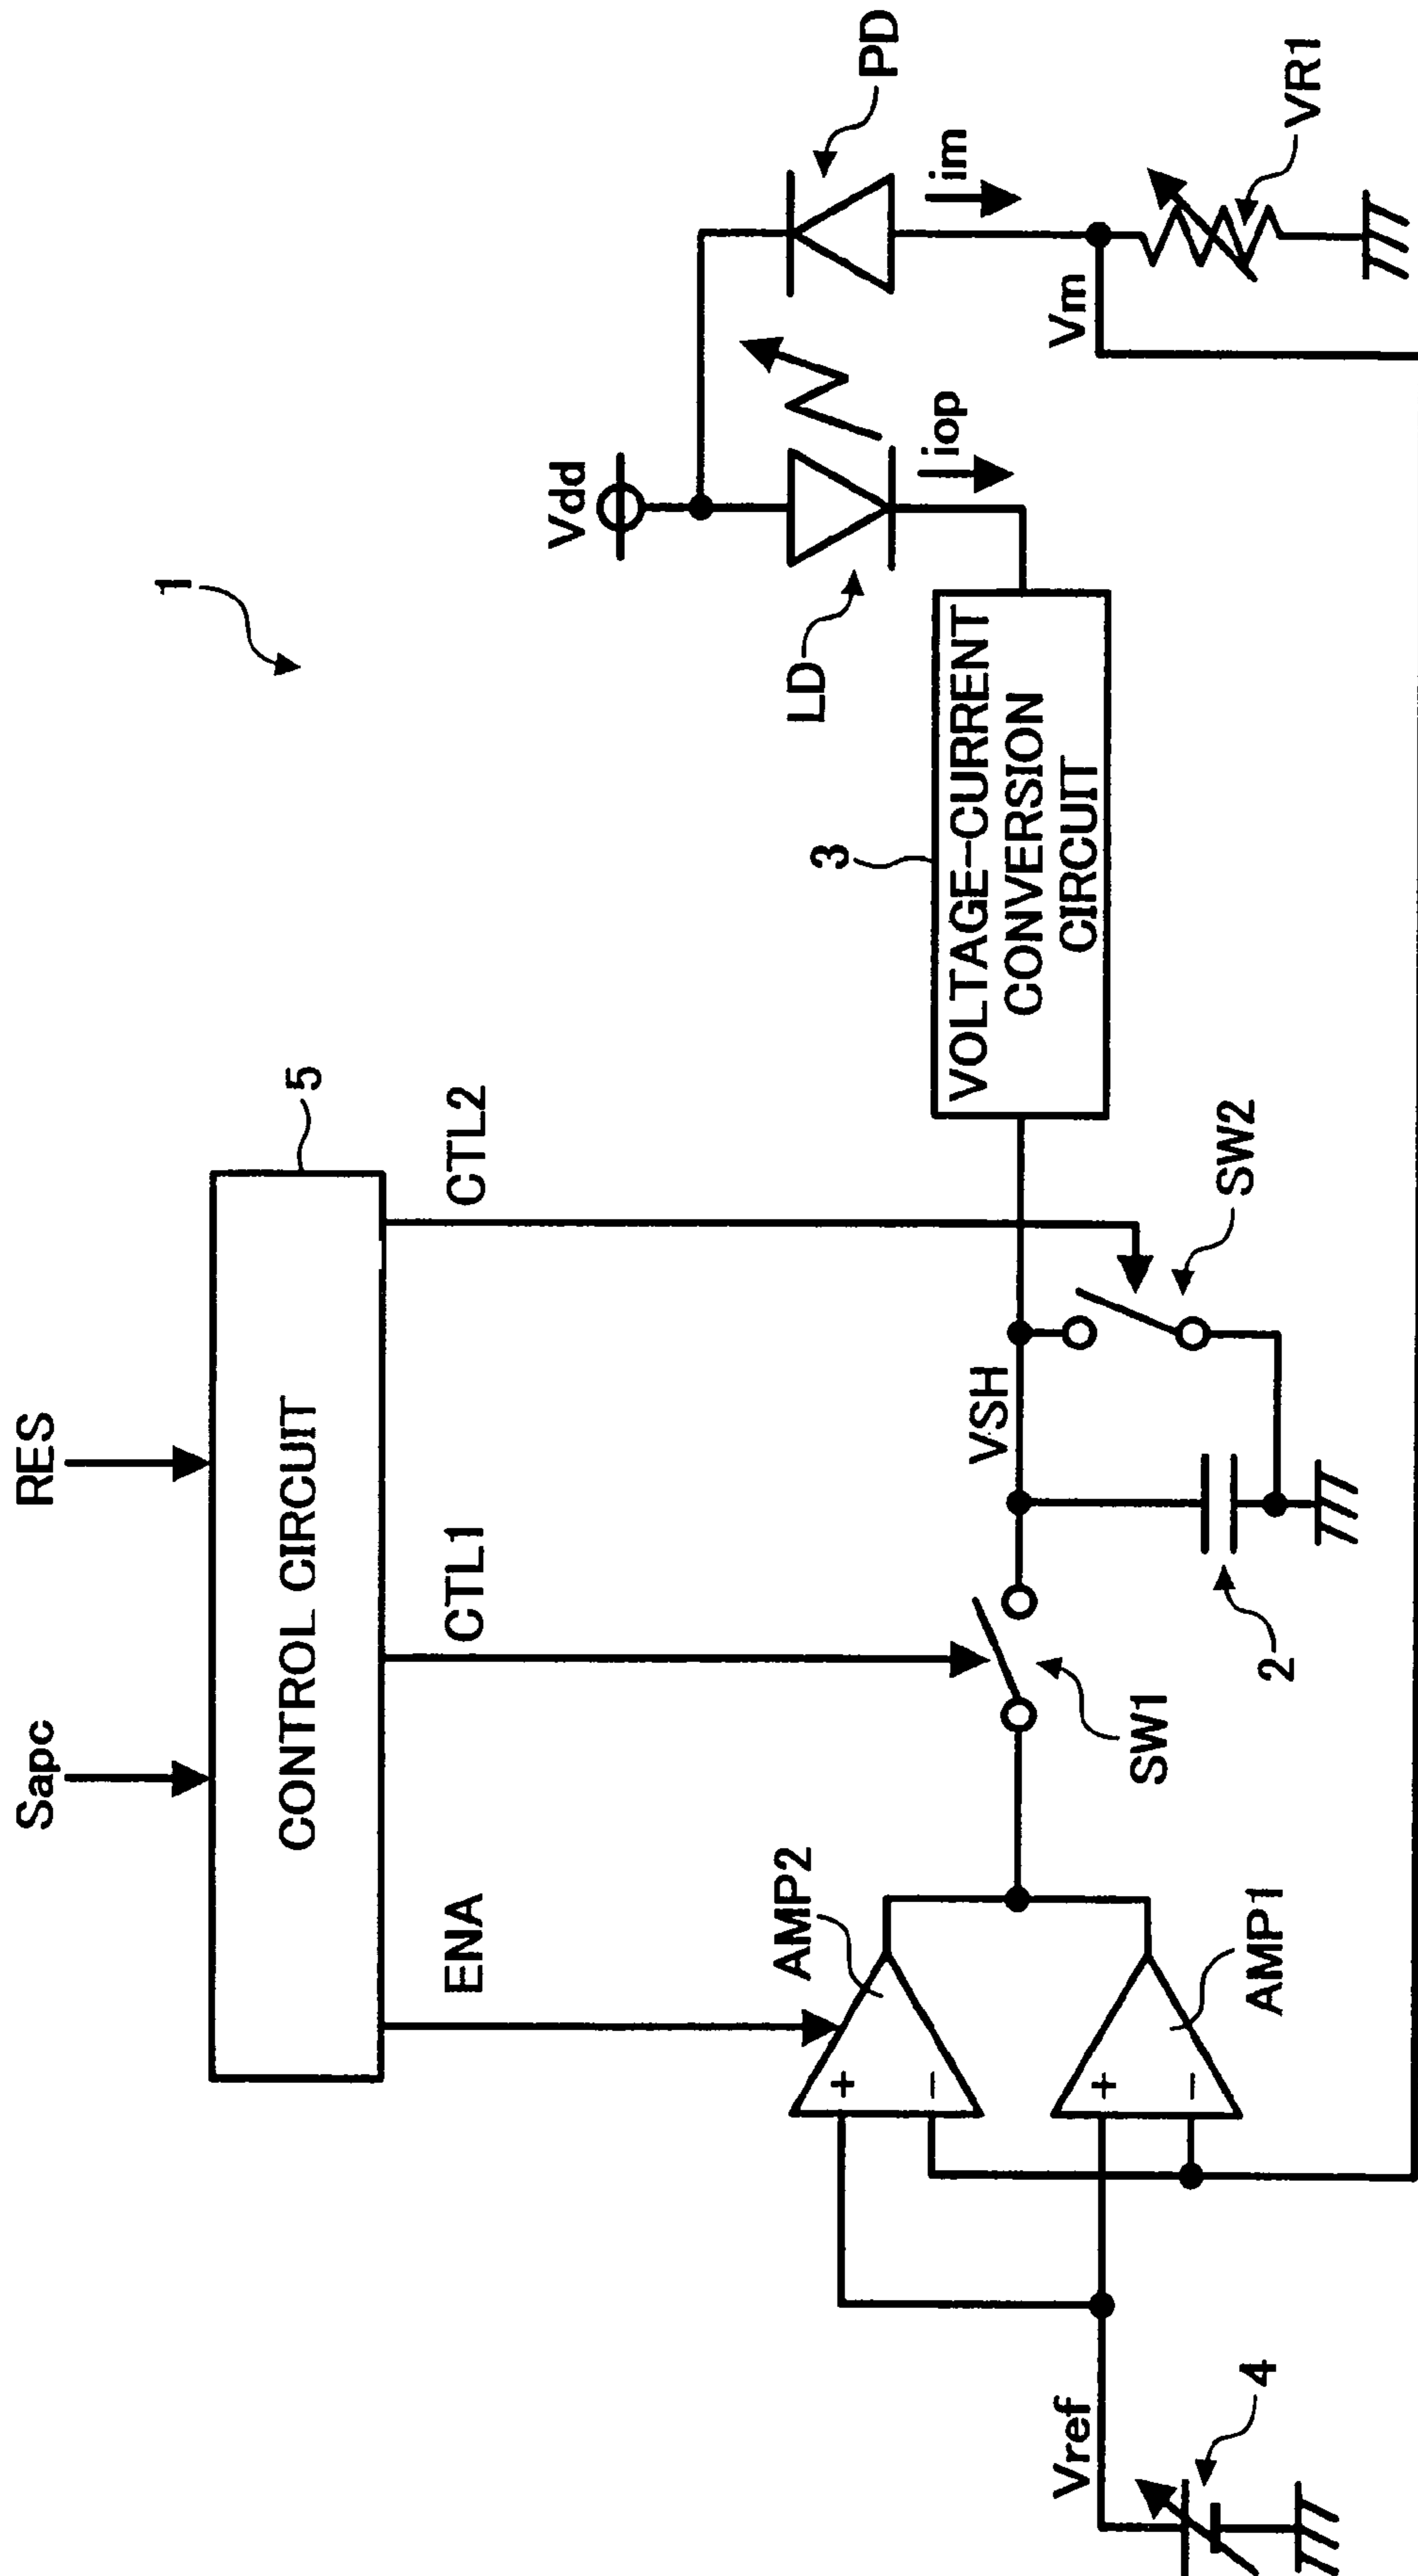 1
Sapc
RES
CONTROL CIRCUIT
5
ENA
CTL1
CTL2
Vdd
LD
PD
iop
im
Vm
VR1
3
VOLTAGE-CURRENT
CONVERSION
CIRCUIT
VSH
SW2
2
SW1
AMP2
+
−
AMP1
+
−
Vref
4